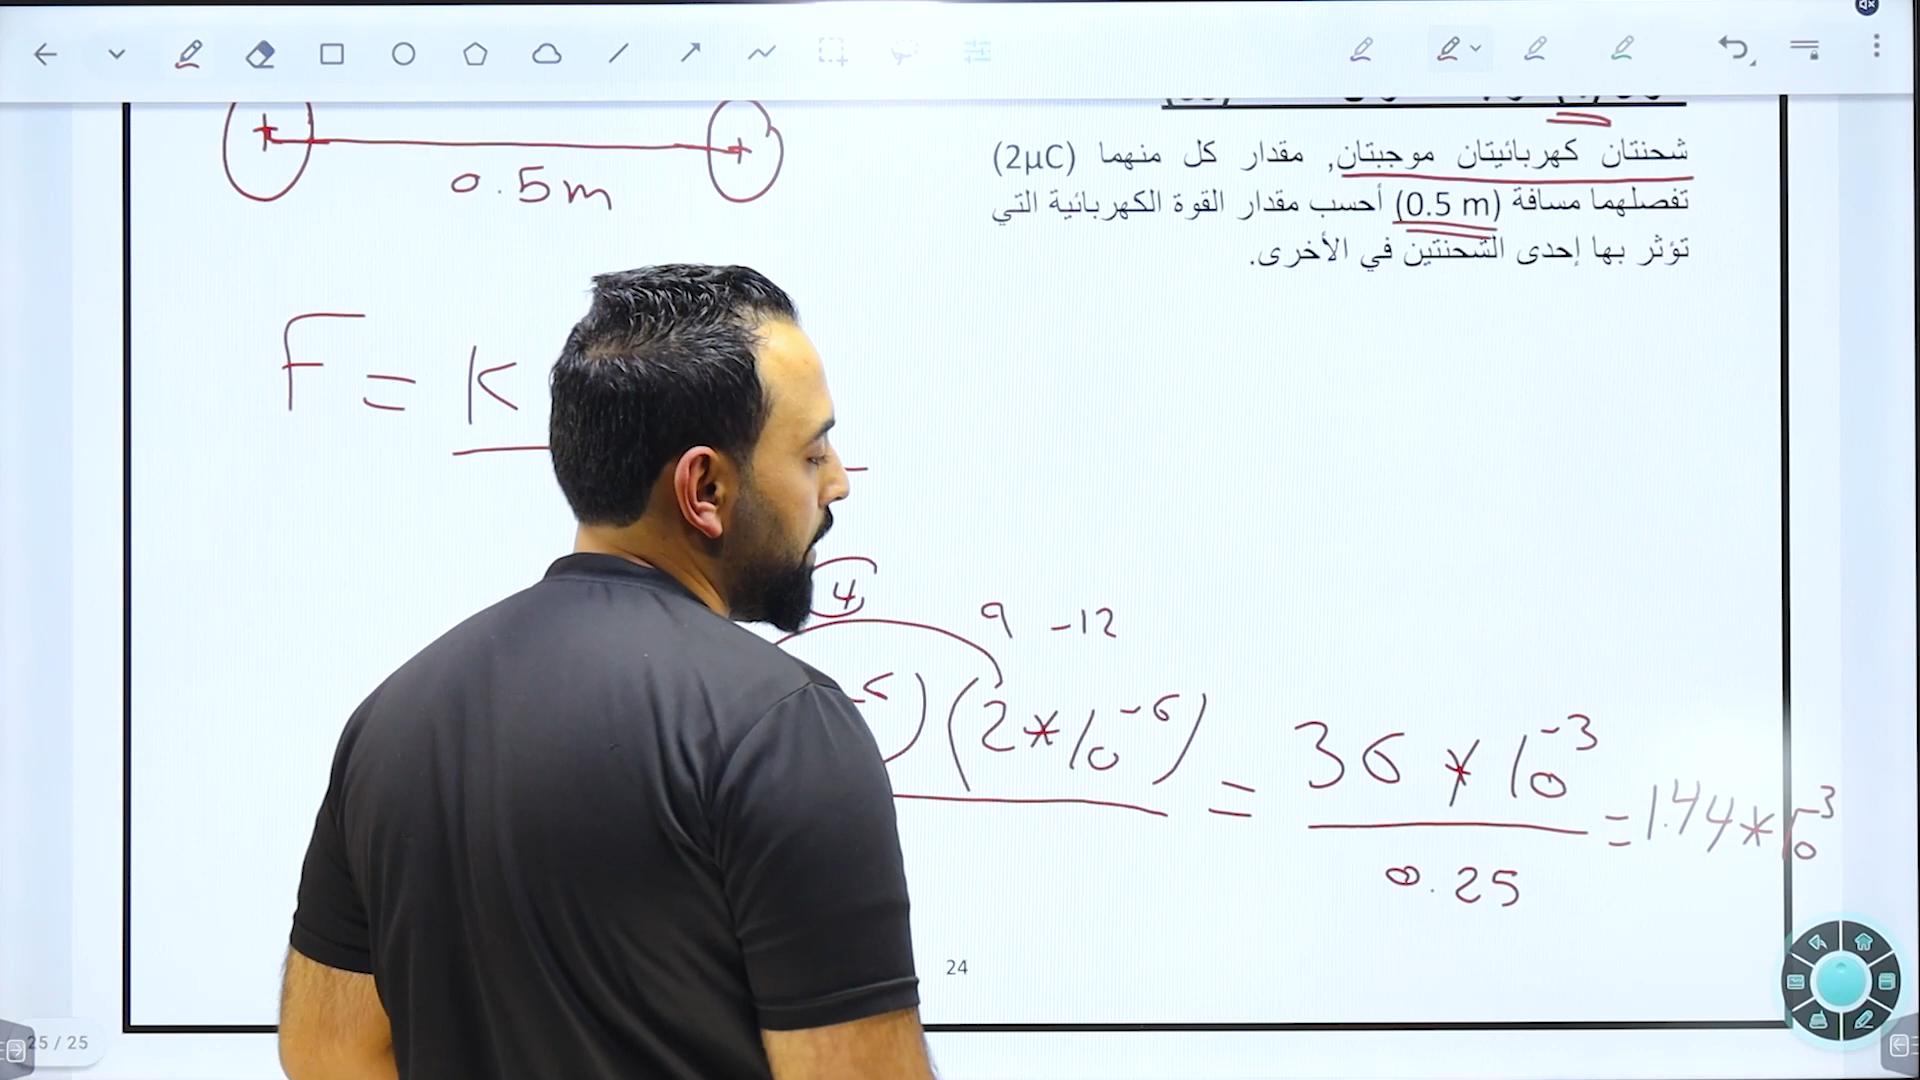 شحنتان كهربائيتان موجبتان, مقدار كل منهما (2μC)
تفصلهما مسافة (0.5 m) أحسب مقدار القوة الكهربائية التي
تؤثر بها إحدى الشحنتين في الأخرى.
+ +
0.5m
F = K
4
9 -12
) (2*10^-6) = 36 * 10^-3 = 1.44*10^3
0.25
24
25 / 25